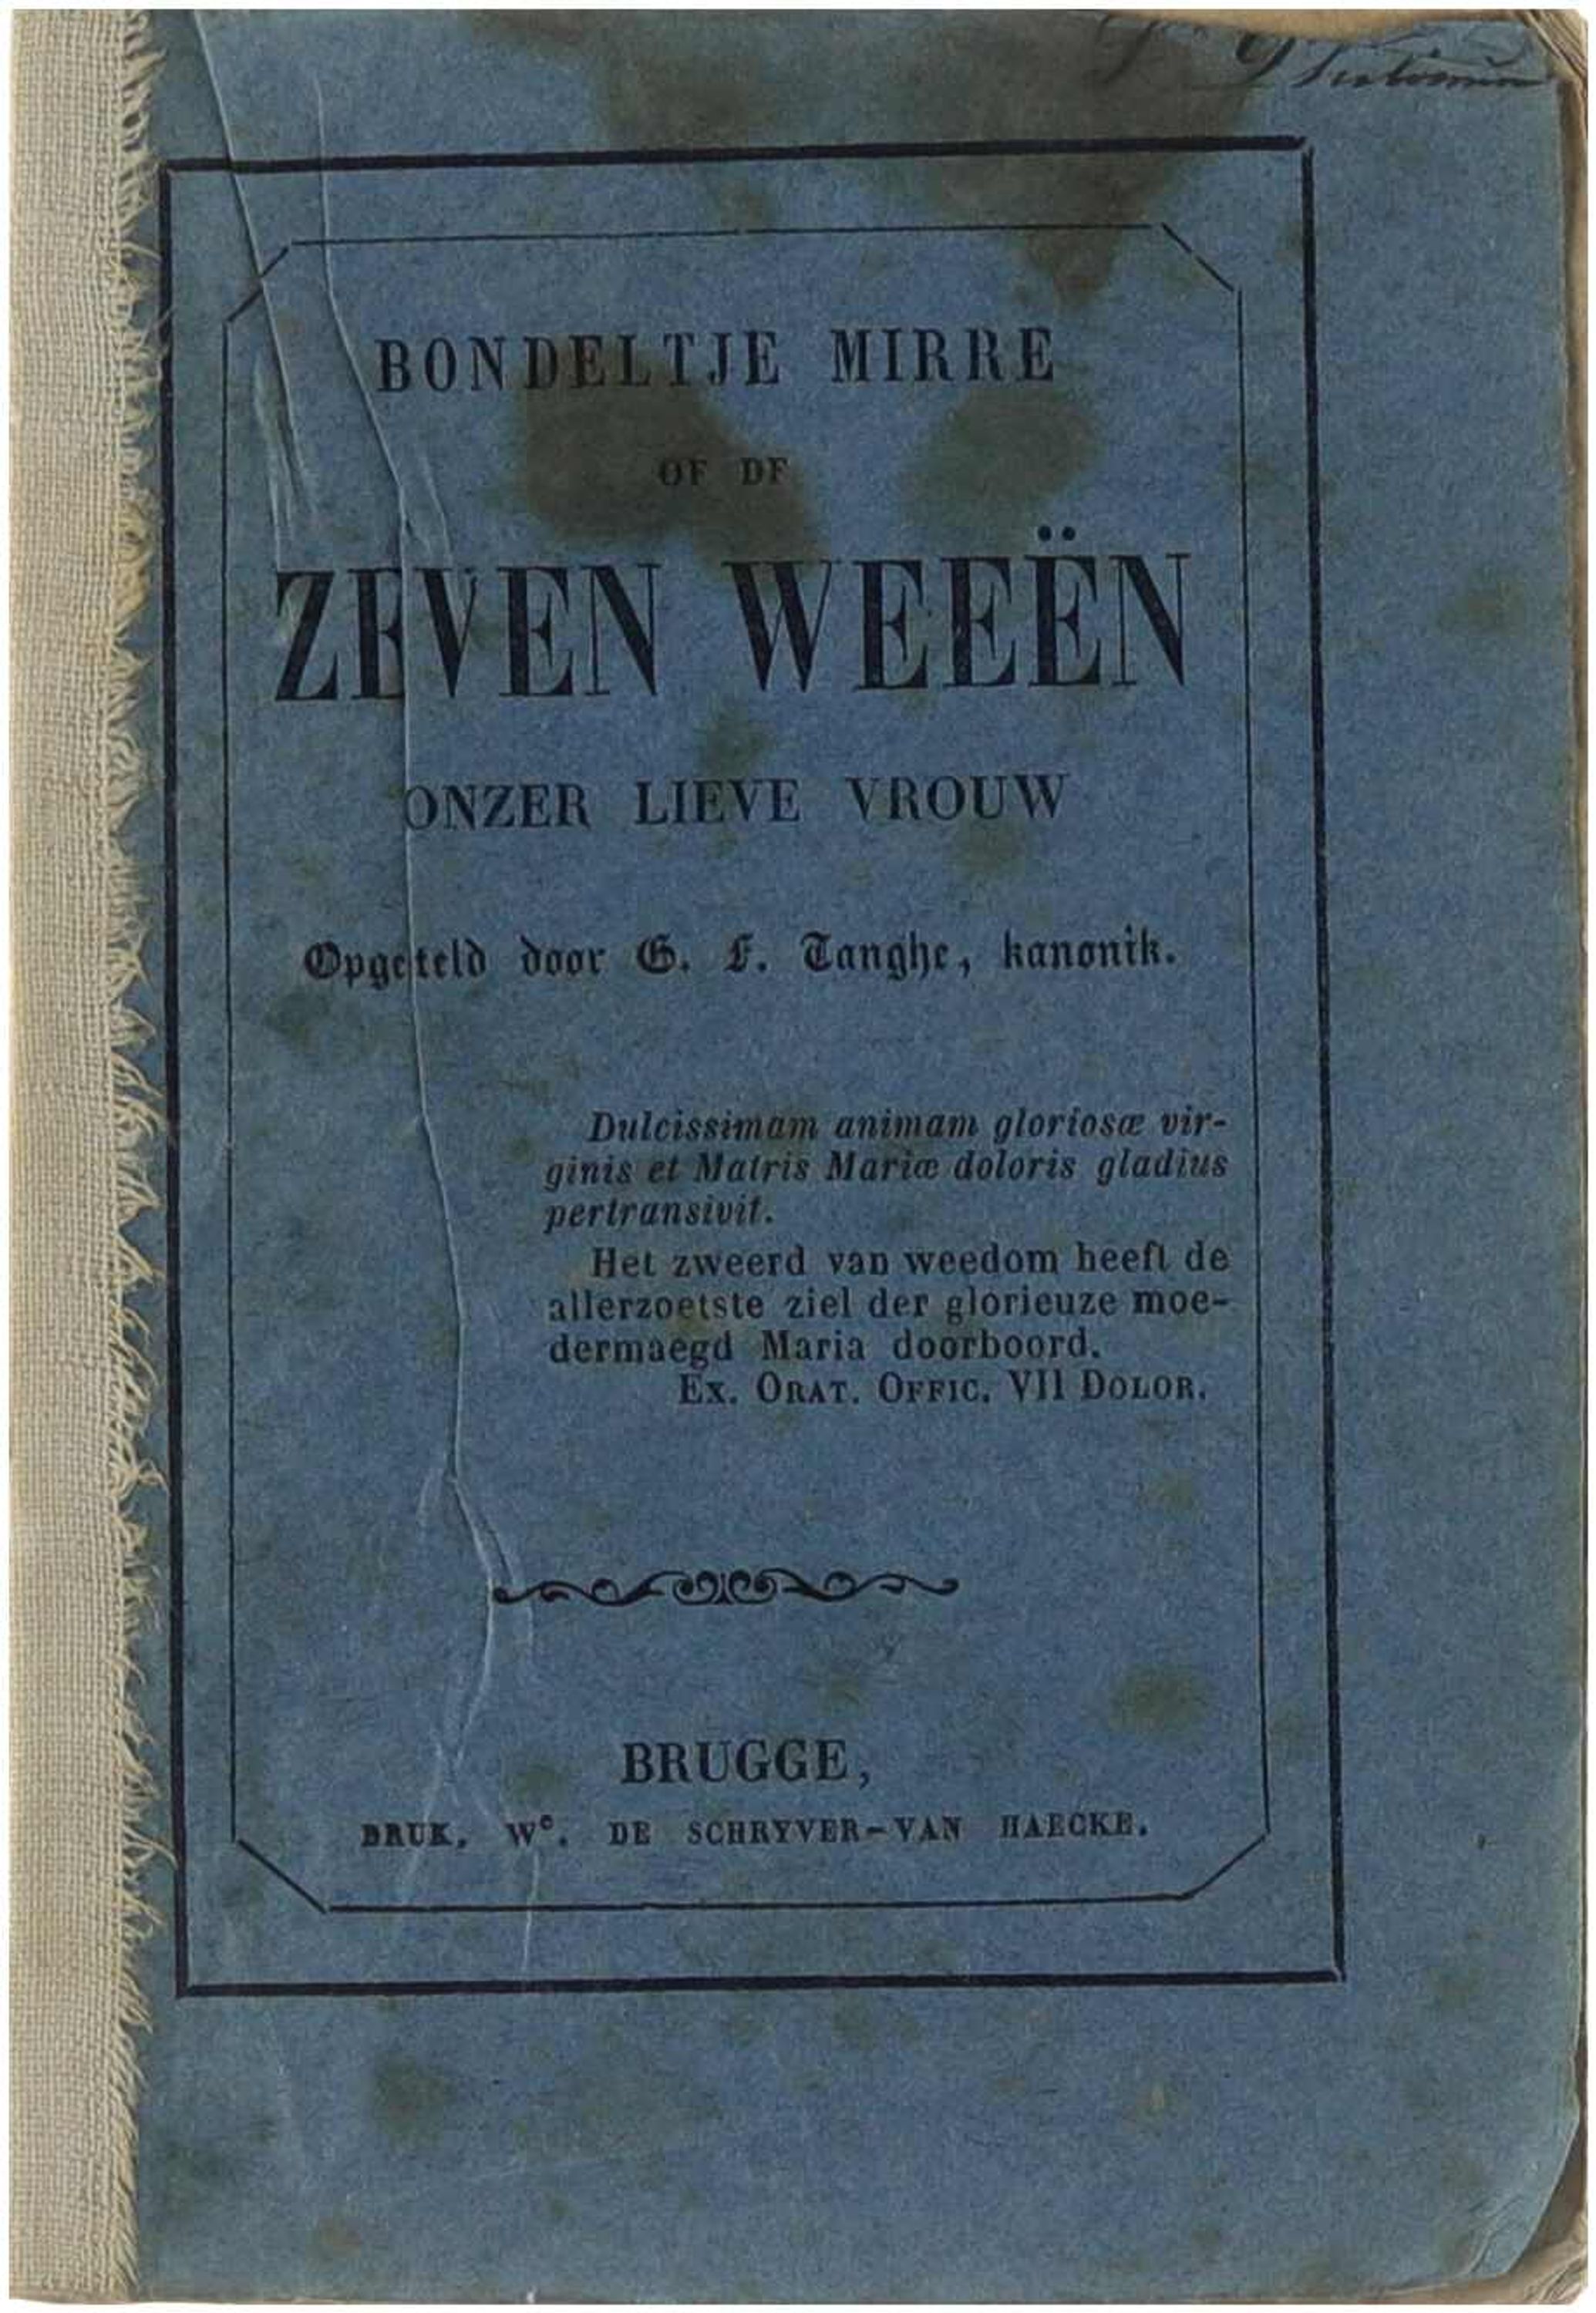 BONDELTJE MIRRE
OF DE
ZEVEN WEEËN
ONZER LIEVE VROUW
Opgesteld door G. F. Tanghe, kanonik.
Dulcissimam animam gloriosæ vir-
ginis et Matris Mariæ doloris gladius
pertransivit.
Het zweerd van weedom heeft de
allerzoetste ziel der glorieuze moe-
dermaegd Maria doorboord.
EX. ORAT. OFFIC. VII DOLOR.
BRUGGE,
DRUK. We. DE SCHRYVER-VAN HAECKE.